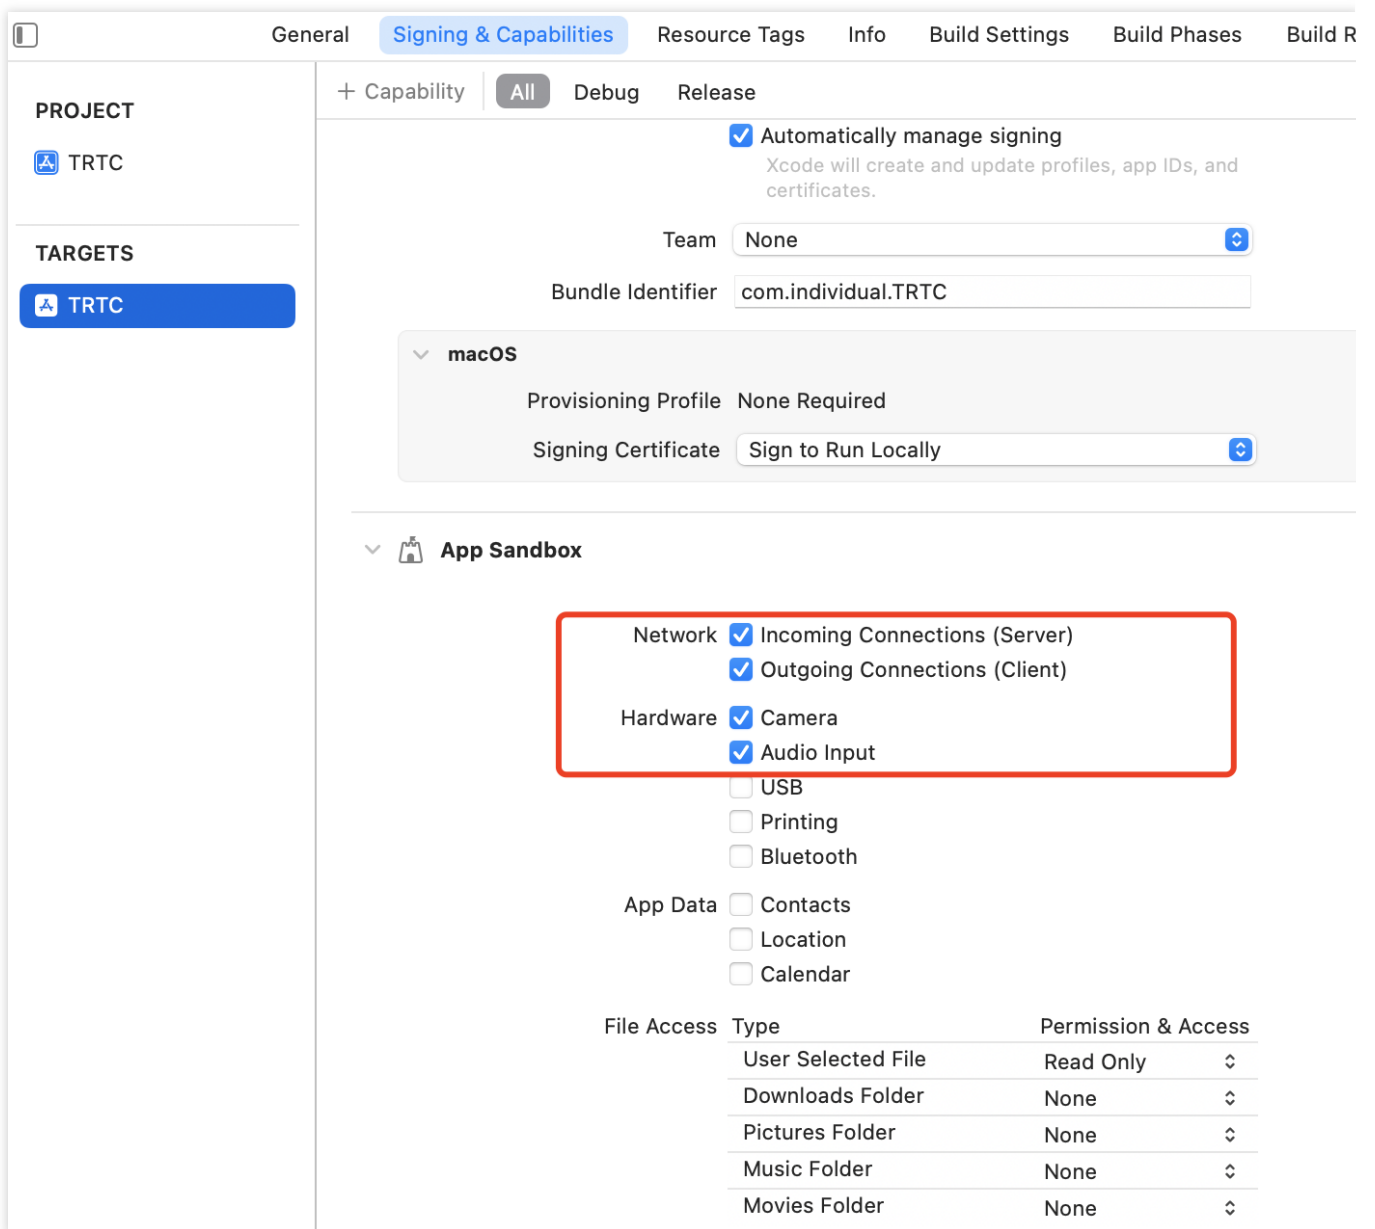 General Signing & Capabilities Resource Tags Info Build Settings Build Phases Build R
PROJECT
TRTC
TARGETS
TRTC
+ Capability All Debug Release
Automatically manage signing
Xcode will create and update profiles, app IDs, and
certificates.
Team None
Bundle Identifier com.individual.TRTC
macOS
Provisioning Profile None Required
Signing Certificate Sign to Run Locally
App Sandbox
Network Incoming Connections (Server)
Outgoing Connections (Client)
Hardware Camera
Audio Input
USB
Printing
Bluetooth
App Data Contacts
Location
Calendar
File Access Type Permission & Access
User Selected File Read Only
Downloads Folder None
Pictures Folder None
Music Folder None
Movies Folder None